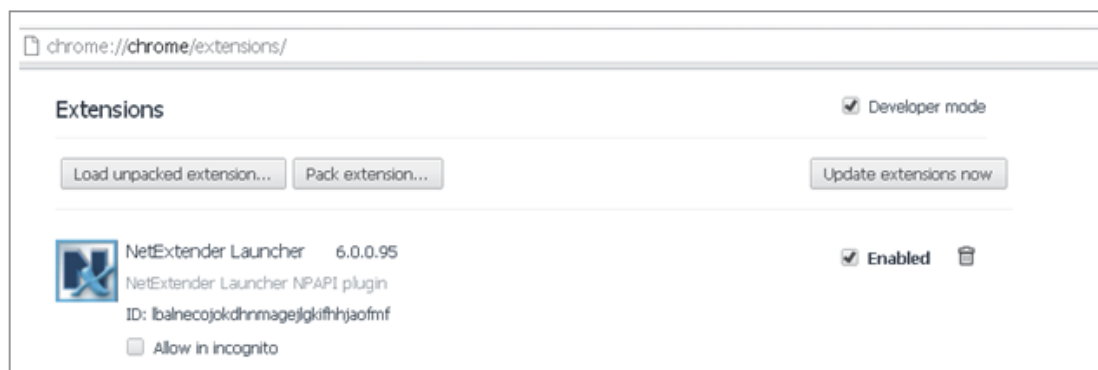 chrome://chrome/extensions/
Extensions
Developer mode
Load unpacked extension...
Pack extension...
Update extensions now
NetExtender Launcher 6.0.0.95
Enabled
NetExtender Launcher NPAPI plugin
ID: lbalnecojokdhnmagejlgkifhhjaofmf
Allow in incognito